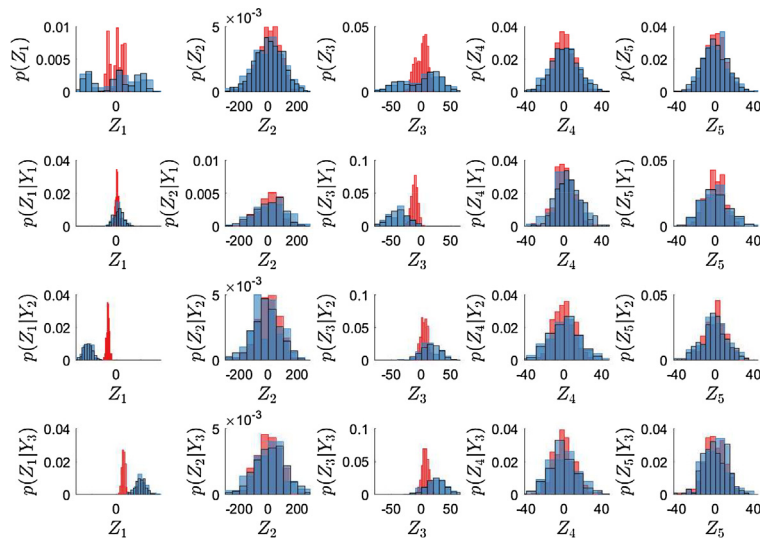 p(Z₁) 0.01 0.005 0 0 Z₁
p(Z₂) 5 ×10⁻³ 0 -200 0 200 Z₂
p(Z₃) 0.04 0.02 0 -50 0 50 Z₃
p(Z₄) 0.04 0.02 0 -40 0 40 Z₄
p(Z₅) 0.04 0.02 0 -40 0 40 Z₅
p(Z₁|Y₁) 0.04 0.02 0 0 Z₁
p(Z₂|Y₁) 0.01 0.005 0 -200 0 200 Z₂
p(Z₃|Y₁) 0.1 0.05 0 -50 0 50 Z₃
p(Z₄|Y₁) 0.04 0.02 0 -40 0 40 Z₄
p(Z₅|Y₁) 0.05 0 -40 0 40 Z₅
p(Z₁|Y₂) 0.04 0.02 0 0 Z₁
p(Z₂|Y₂) 5 ×10⁻³ 0 -200 0 200 Z₂
p(Z₃|Y₂) 0.1 0.05 0 -50 0 50 Z₃
p(Z₄|Y₂) 0.04 0.02 0 -40 0 40 Z₄
p(Z₅|Y₂) 0.05 0 -40 0 40 Z₅
p(Z₁|Y₃) 0.04 0.02 0 0 Z₁
p(Z₂|Y₃) 5 ×10⁻³ 0 -200 0 200 Z₂
p(Z₃|Y₃) 0.1 0.05 0 -50 0 50 Z₃
p(Z₄|Y₃) 0.04 0.02 0 -40 0 40 Z₄
p(Z₅|Y₃) 0.04 0.02 0 -40 0 40 Z₅